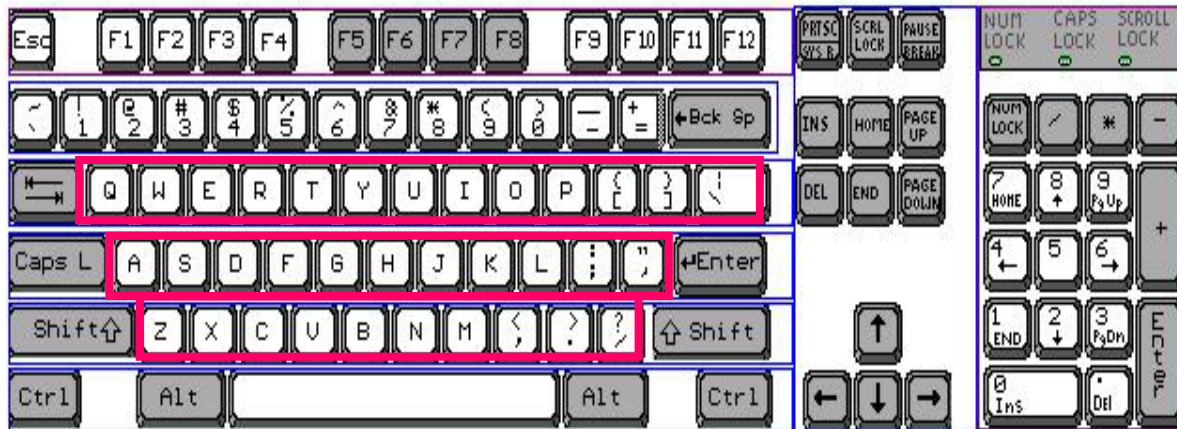 Esc F1 F2 F3 F4 F5 F6 F7 F8 F9 F10 F11 F12 PRTSC SYS R SCRL LOCK PAUSE BREAK NUM LOCK CAPS LOCK SCROLL LOCK
~ ` ! 1 @ 2 # 3 $ 4 % 5 ^ 6 & 7 * 8 ( 9 ) 0 — - + = ←Bck Sp INS HOME PAGE UP NUM LOCK / * -
Q W E R T Y U I O P { [ } ] ¦ \ DEL END PAGE DOWN 7 HOME 8 ↑ 9 PgUp +
Caps L A S D F G H J K L : ; " , ↵Enter 4 ← 5 6 →
Shift⇧ Z X C V B N M < , > . ? / ⇧ Shift ↑ 1 END 2 ↓ 3 PgDn Enter
Ctrl Alt Alt Ctrl ← ↓ → 0 Ins . Del